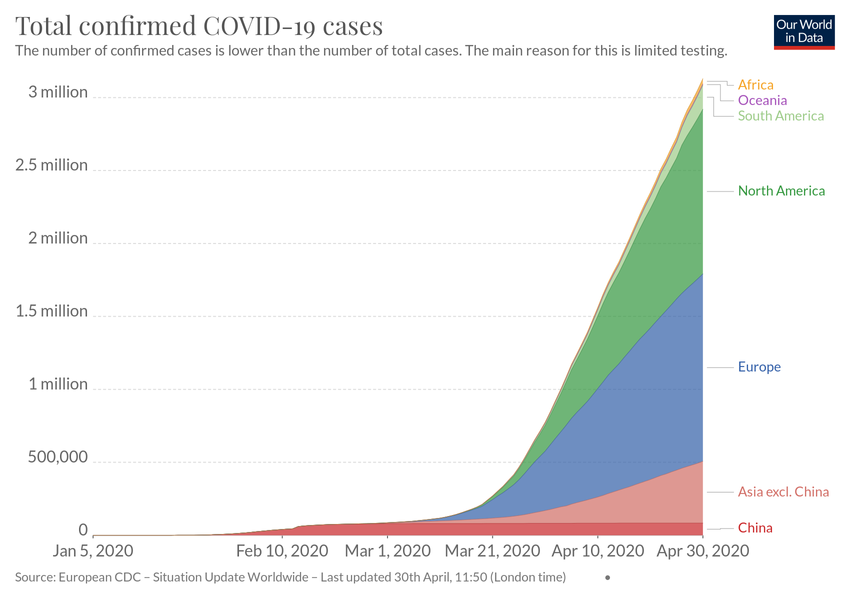 Total confirmed COVID-19 cases
The number of confirmed cases is lower than the number of total cases. The main reason for this is limited testing.
Our World
in Data
3 million
2.5 million
2 million
1.5 million
1 million
500,000
0
Africa
Oceania
South America
North America
Europe
Asia excl. China
China
Jan 5, 2020
Feb 10, 2020
Mar 1, 2020
Mar 21, 2020
Apr 10, 2020
Apr 30, 2020
Source: European CDC – Situation Update Worldwide – Last updated 30th April, 11:50 (London time) •